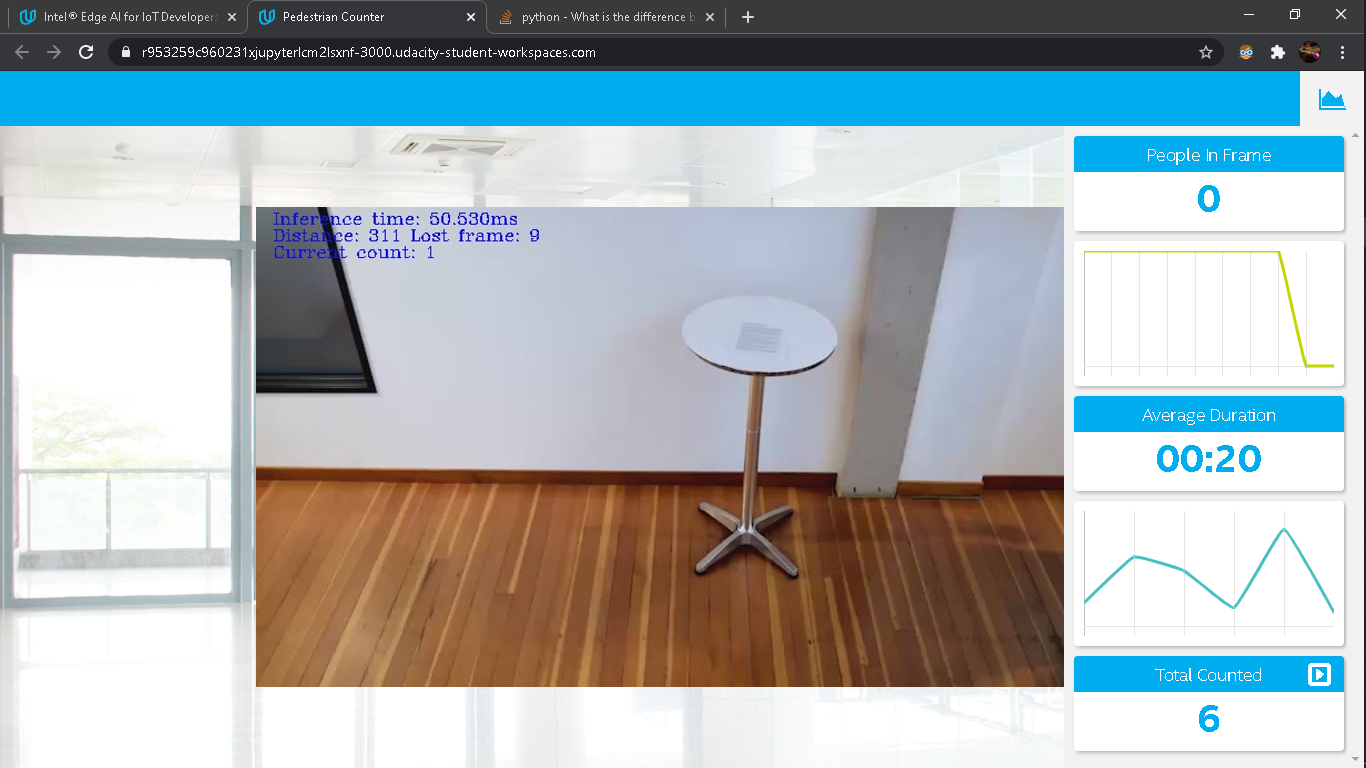 Intel® Edge AI for IoT Developers
Pedestrian Counter
python - What is the difference b
r953259c960231xjupyterlcm2lsxnf-3000.udacity-student-workspaces.com
Inference time: 50.530ms
Distance: 311 Lost frame: 9
Current count: 1
People In Frame
0
Average Duration
00:20
Total Counted
6